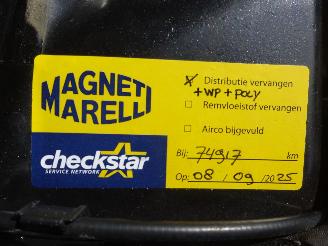 MAGNETI
MARELLI
checkstar
SERVICE NETWORK
Distributie vervangen
+WP + POLY
Remvloeistof vervangen
Airco bijgevuld
Bij: 74917 km
Op: 08 / 09 /2025